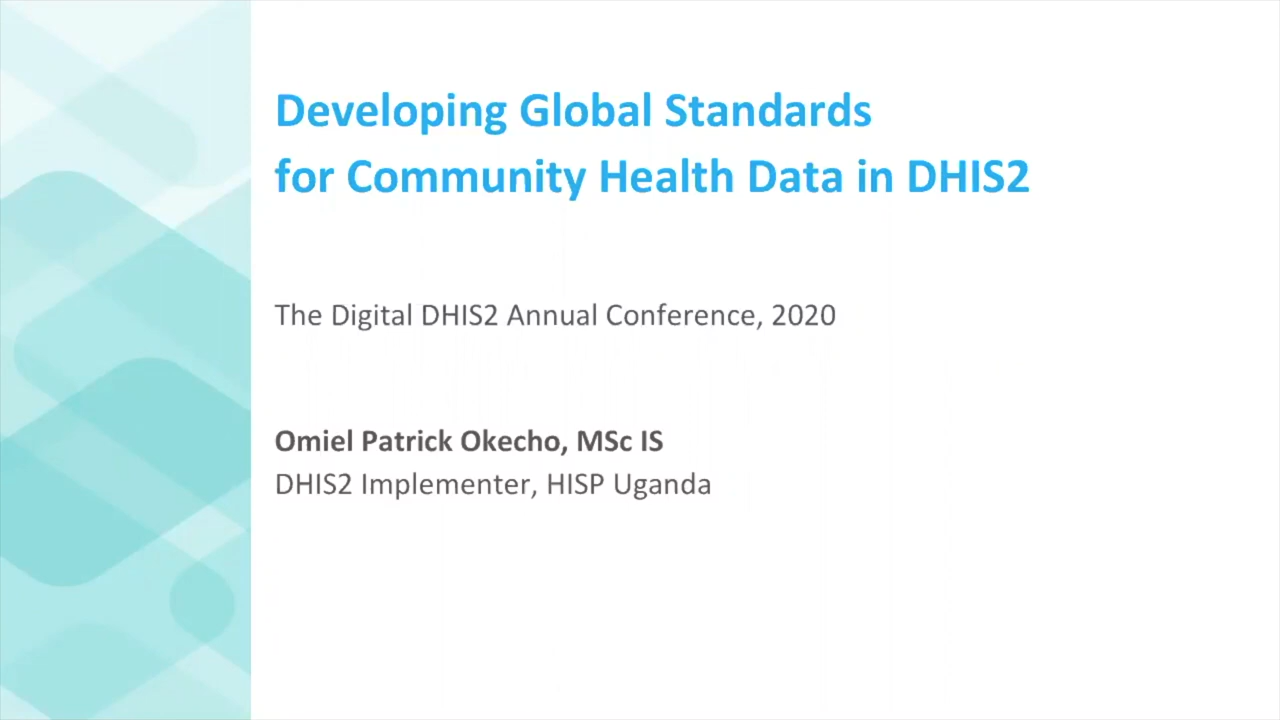 Developing Global Standards
for Community Health Data in DHIS2
The Digital DHIS2 Annual Conference, 2020
Omiel Patrick Okecho, MSc IS
DHIS2 Implementer, HISP Uganda